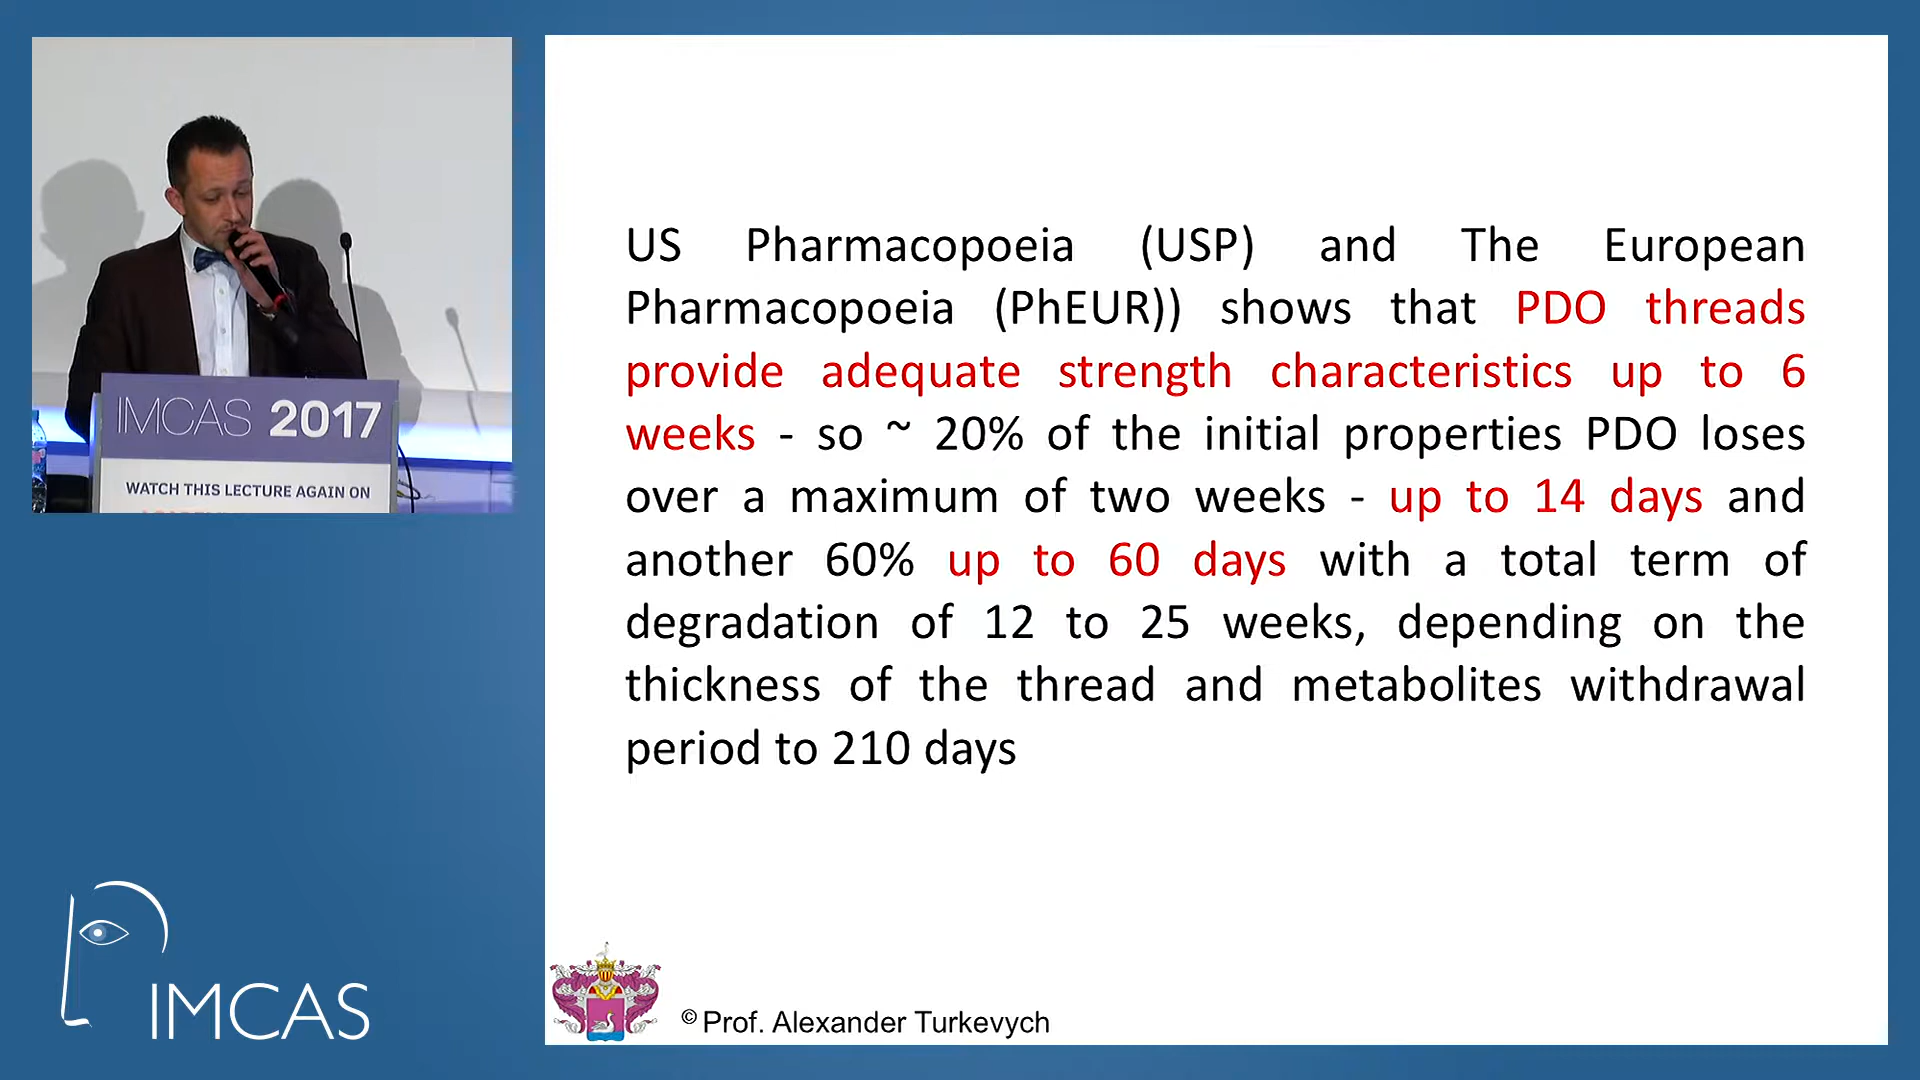 IMCAS 2017
WATCH THIS LECTURE AGAIN ON
US Pharmacopoeia (USP) and The European
Pharmacopoeia (PhEUR)) shows that PDO threads
provide adequate strength characteristics up to 6
weeks - so ~ 20% of the initial properties PDO loses
over a maximum of two weeks - up to 14 days and
another 60% up to 60 days with a total term of
degradation of 12 to 25 weeks, depending on the
thickness of the thread and metabolites withdrawal
period to 210 days
IMCAS
© Prof. Alexander Turkevych